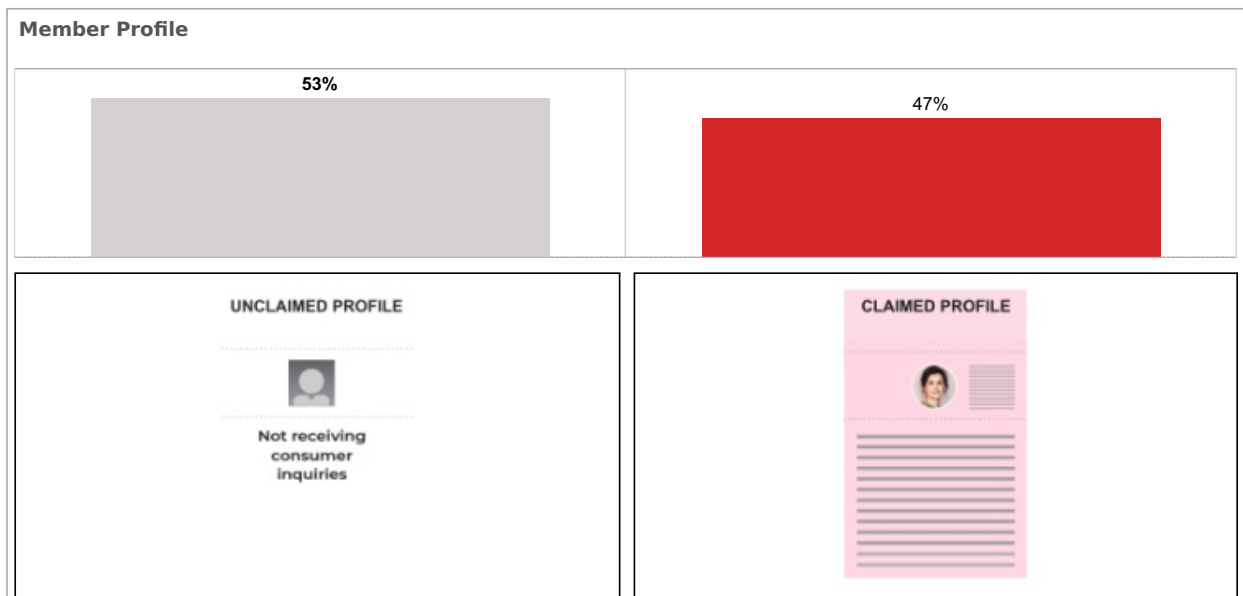 Member Profile
53%
47%
UNCLAIMED PROFILE
Not receiving
consumer
inquiries
CLAIMED PROFILE